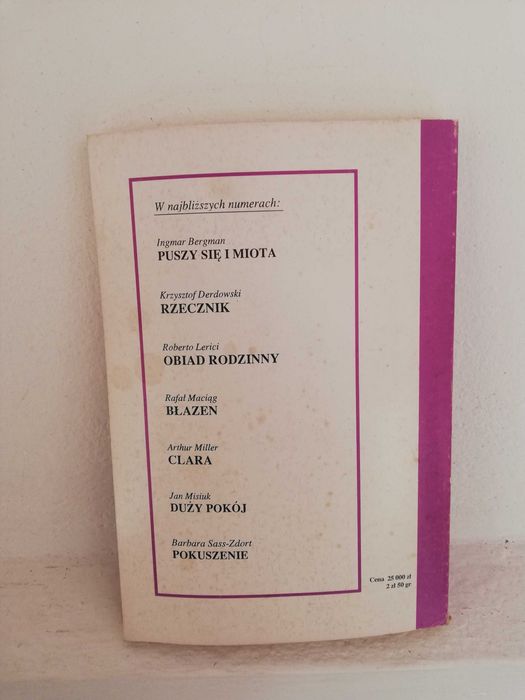 W najbliższych numerach:
Ingmar Bergman
PUSZY SIĘ I MIOTA
Krzysztof Derdowski
RZECZNIK
Roberto Lerici
OBIAD RODZINNY
Rafał Maciąg
BŁAZEN
Arthur Miller
CLARA
Jan Misiuk
DUŻY POKÓJ
Barbara Sass-Zdort
POKUSZENIE
Cena 25 000 zł
2 zł 50 gr